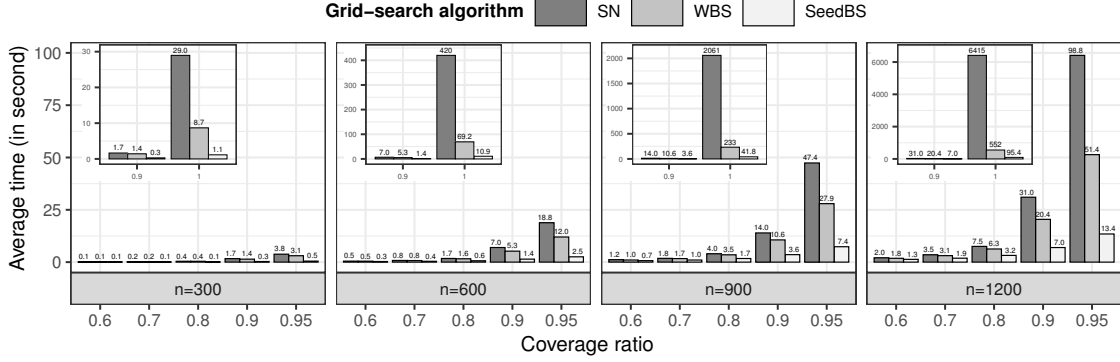 Grid−search algorithm SN WBS SeedBS
Average time (in second)
100
75
50
25
0
30
20
10
0
29.0
8.7
1.7 1.4 0.3 1.1
0.9 1
0.1 0.1 0.1 0.2 0.2 0.1 0.4 0.4 0.1 1.7 1.4 0.3 3.8 3.1 0.5
n=300
0.6 0.7 0.8 0.9 0.95
400
300
200
100
0
420
69.2
7.0 5.3 1.4 10.9
0.9 1
0.5 0.5 0.3 0.8 0.8 0.4 1.7 1.6 0.6 7.0 5.3 1.4 18.8 12.0 2.5
n=600
0.6 0.7 0.8 0.9 0.95
2000
1500
1000
500
0
2061
233
14.0 10.6 3.6 41.8
0.9 1
1.2 1.0 0.7 1.8 1.7 1.0 4.0 3.5 1.7 14.0 10.6 3.6 47.4 27.9 7.4
n=900
0.6 0.7 0.8 0.9 0.95
6000
4000
2000
0
6415
552
31.0 20.4 7.0 95.4
0.9 1
2.0 1.8 1.3 3.5 3.1 1.9 7.5 6.3 3.2 31.0 20.4 7.0 98.8 51.4 13.4
n=1200
0.6 0.7 0.8 0.9 0.95
Coverage ratio